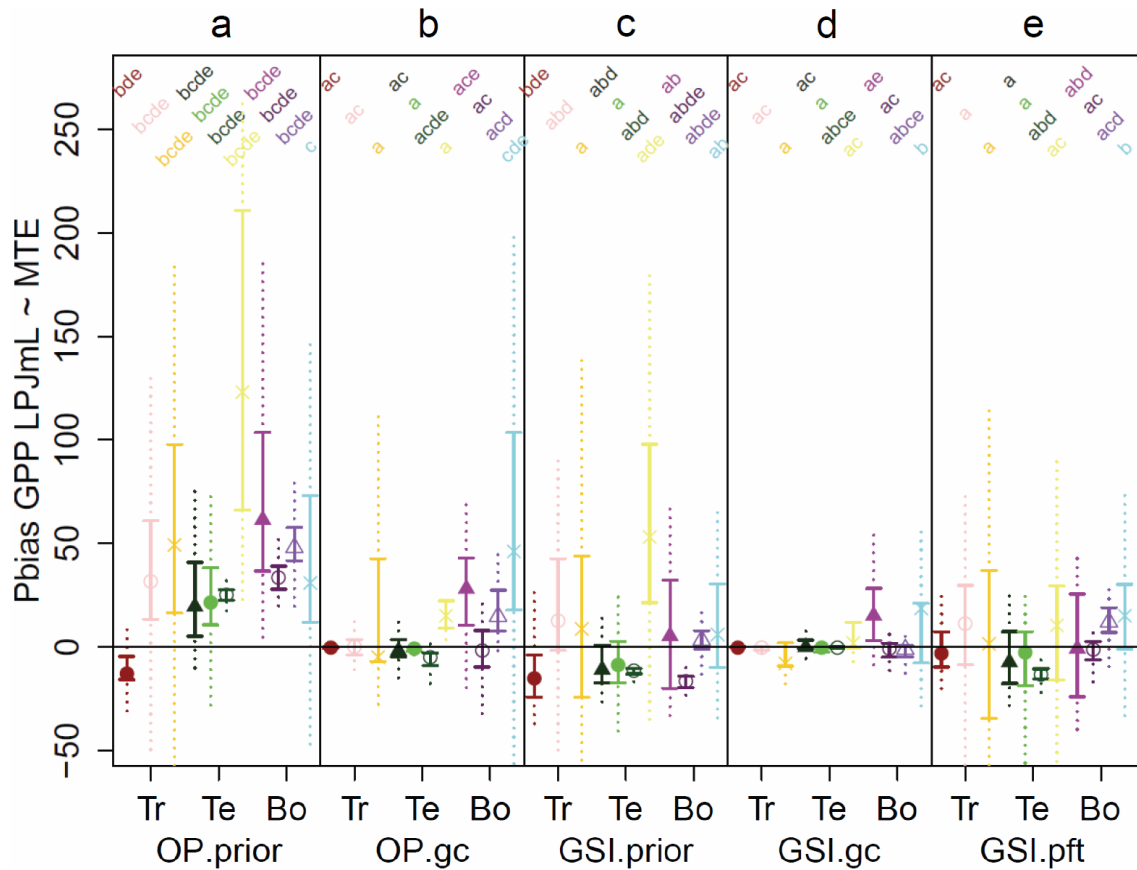 a b c d e
bde bcde bcde bcde bcde bcde bcde bcde bcde bcde c
ac ac a ac a acde a ace ac acd cde
bde abd a abd a abd ade ab abde abde ab
ac ac a ac a abce ac ae ac abce b
ac a a a a abd ac abd ac acd b
Pbias GPP LPJmL ~ MTE
250
200
150
100
50
0
−50
Tr Te Bo Tr Te Bo Tr Te Bo Tr Te Bo Tr Te Bo
OP.prior OP.gc GSI.prior GSI.gc GSI.pft